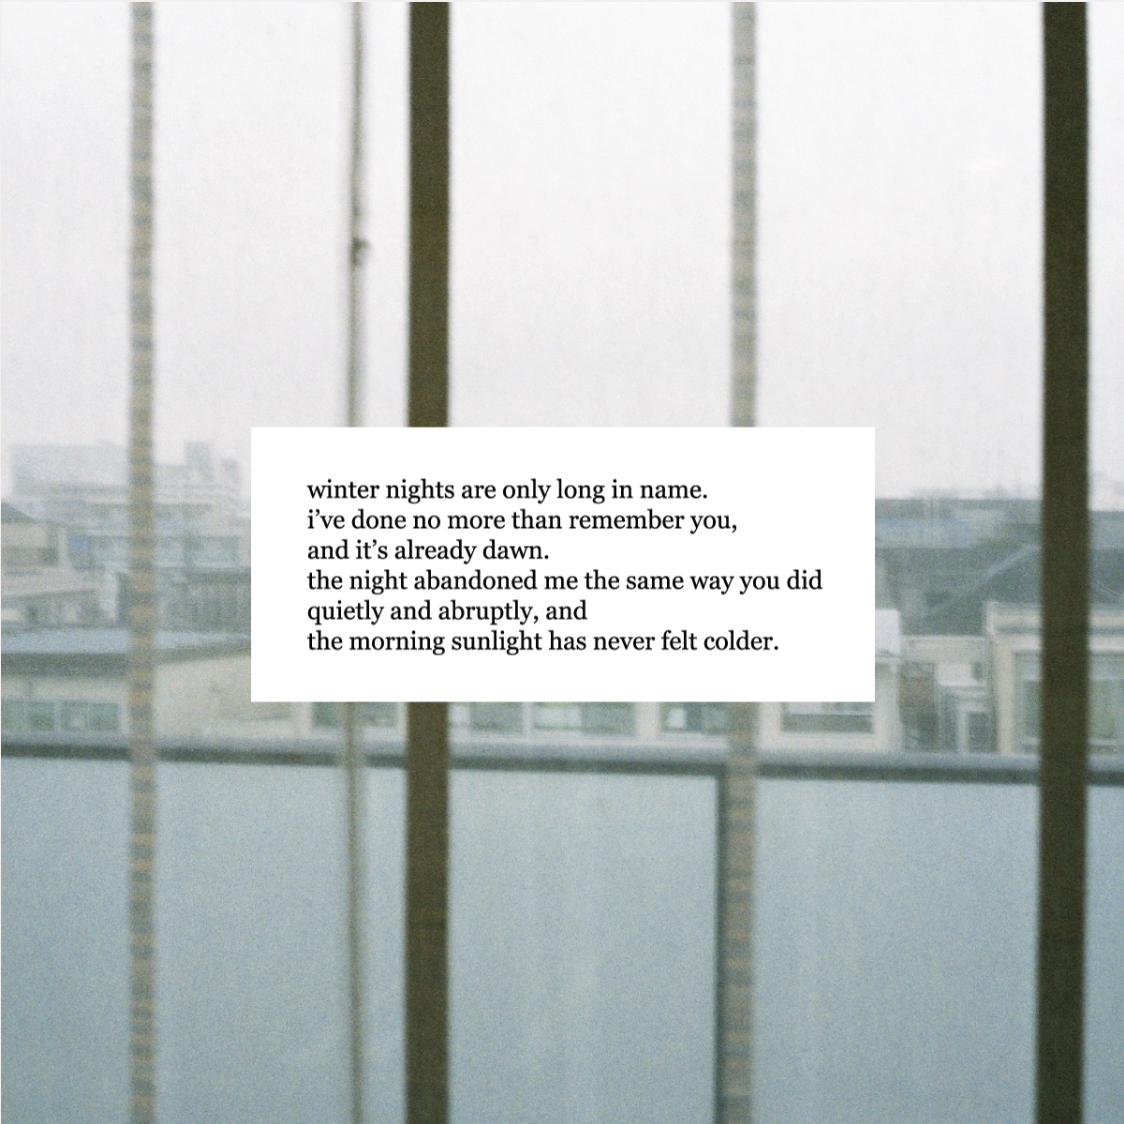 winter nights are only long in name.
i've done no more than remember you,
and it's already dawn.
the night abandoned me the same way you did
quietly and abruptly, and
the morning sunlight has never felt colder.